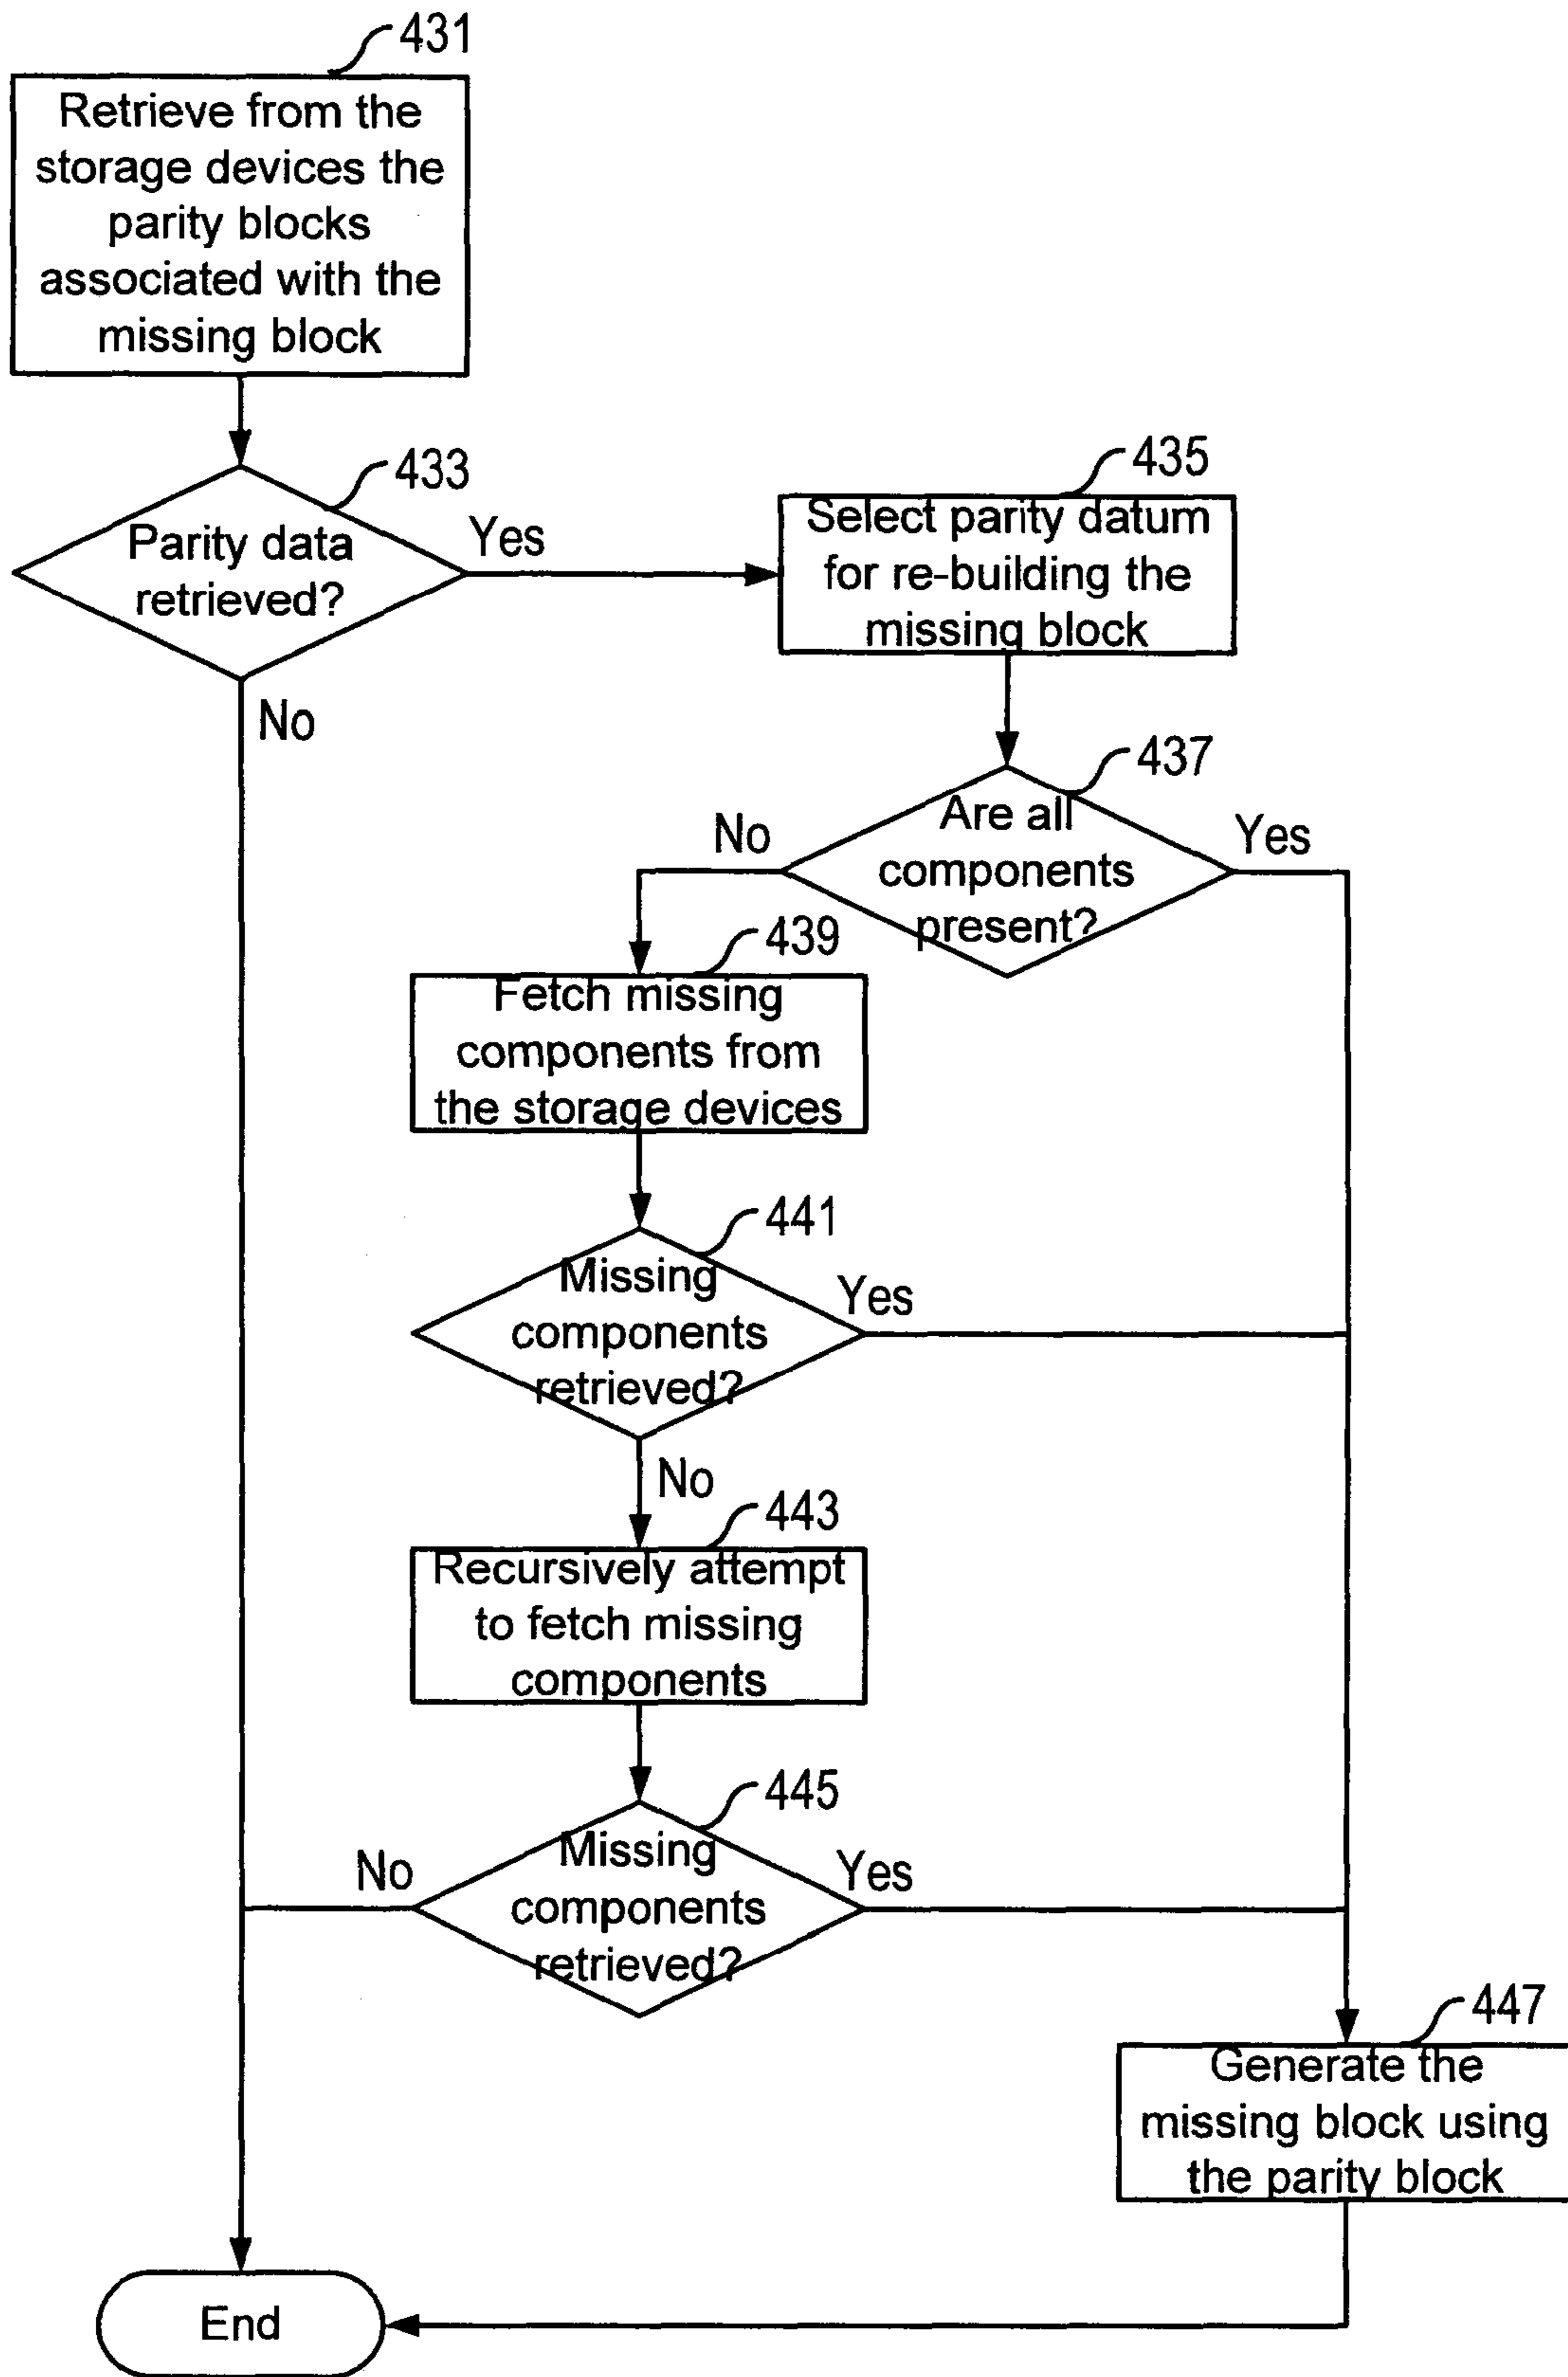 431
Retrieve from the
storage devices the
parity blocks
associated with the
missing block
433
Parity data
retrieved?
Yes
No
435
Select parity datum
for re-building the
missing block
437
Are all
components
present?
No
Yes
439
Fetch missing
components from
the storage devices
441
Missing
components
retrieved?
Yes
No
443
Recursively attempt
to fetch missing
components
445
Missing
components
retrieved?
No
Yes
447
Generate the
missing block using
the parity block
End